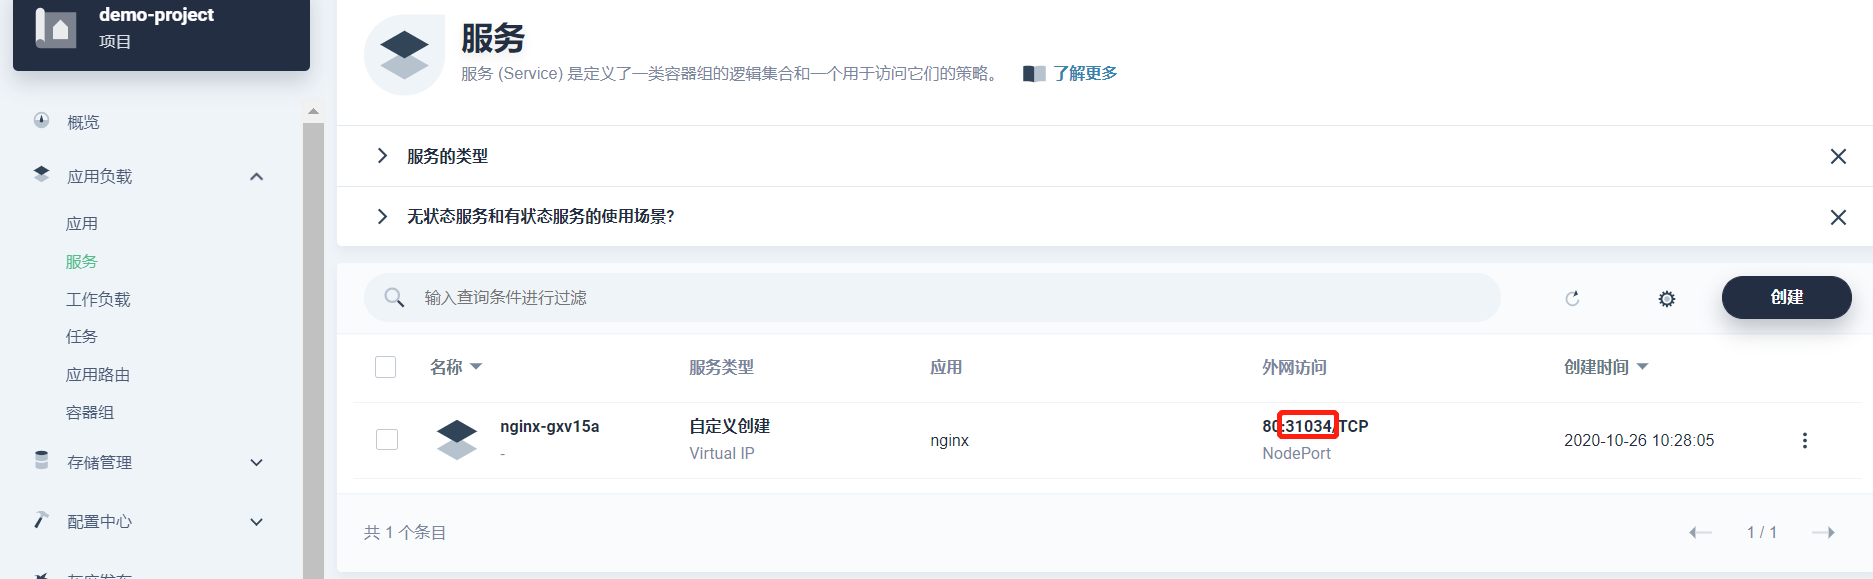 demo-project
项目
概览
应用负载
应用
服务
工作负载
任务
应用路由
容器组
存储管理
配置中心
服务
服务 (Service) 是定义了一类容器组的逻辑集合和一个用于访问它们的策略。 了解更多
服务的类型
无状态服务和有状态服务的使用场景?
输入查询条件进行过滤
创建
名称 服务类型 应用 外网访问 创建时间
nginx-gxv15a 自定义创建 nginx 80:31034/TCP 2020-10-26 10:28:05
- Virtual IP NodePort
共 1 个条目
1 / 1